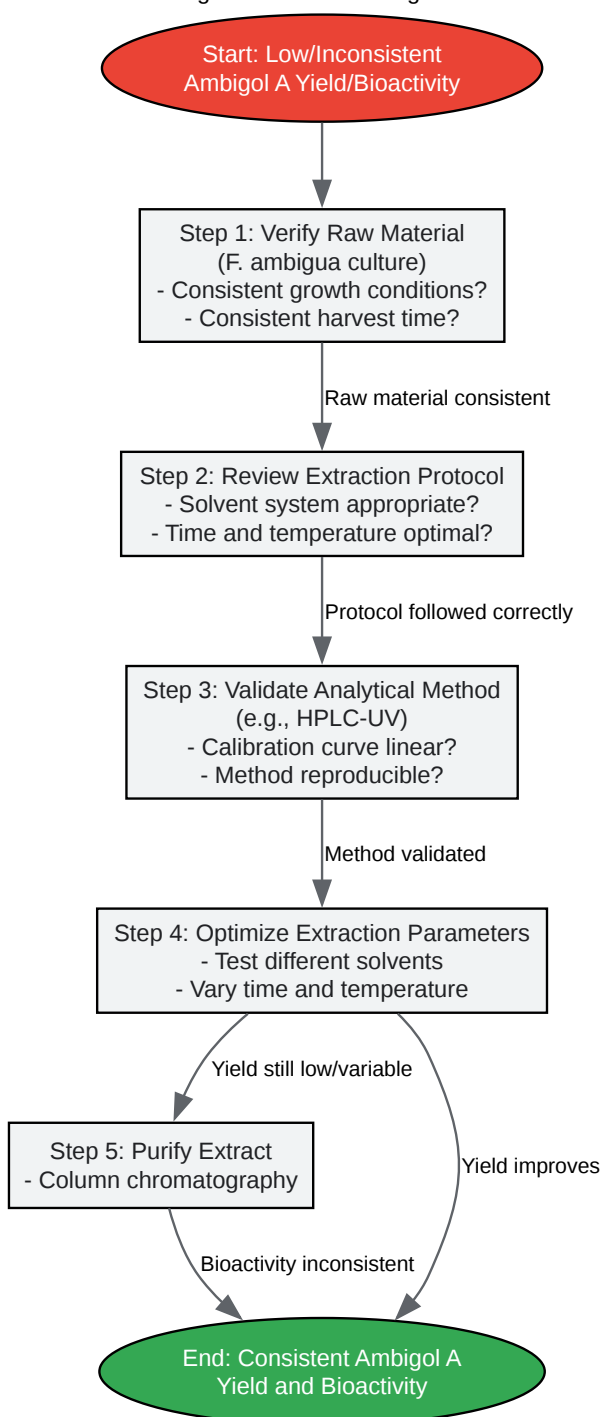 Start: Low/Inconsistent
Ambigol A Yield/Bioactivity
Step 1: Verify Raw Material
(F. ambigua culture)
- Consistent growth conditions?
- Consistent harvest time?
Raw material consistent
Step 2: Review Extraction Protocol
- Solvent system appropriate?
- Time and temperature optimal?
Protocol followed correctly
Step 3: Validate Analytical Method
(e.g., HPLC-UV)
- Calibration curve linear?
- Method reproducible?
Method validated
Step 4: Optimize Extraction Parameters
- Test different solvents
- Vary time and temperature
Yield still low/variable
Step 5: Purify Extract
- Column chromatography
Yield improves
Bioactivity inconsistent
End: Consistent Ambigol A
Yield and Bioactivity